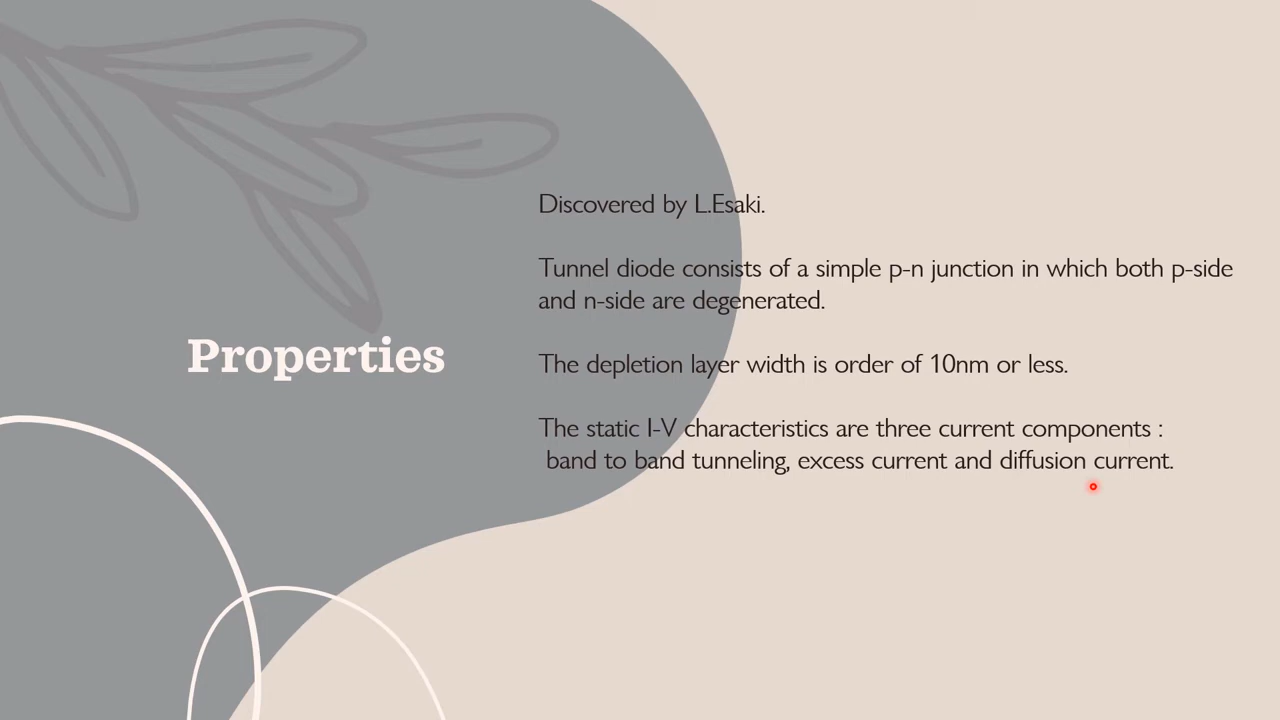 Properties
Discovered by L.Esaki.
Tunnel diode consists of a simple p-n junction in which both p-side
and n-side are degenerated.
The depletion layer width is order of 10nm or less.
The static I-V characteristics are three current components :
band to band tunneling, excess current and diffusion current.